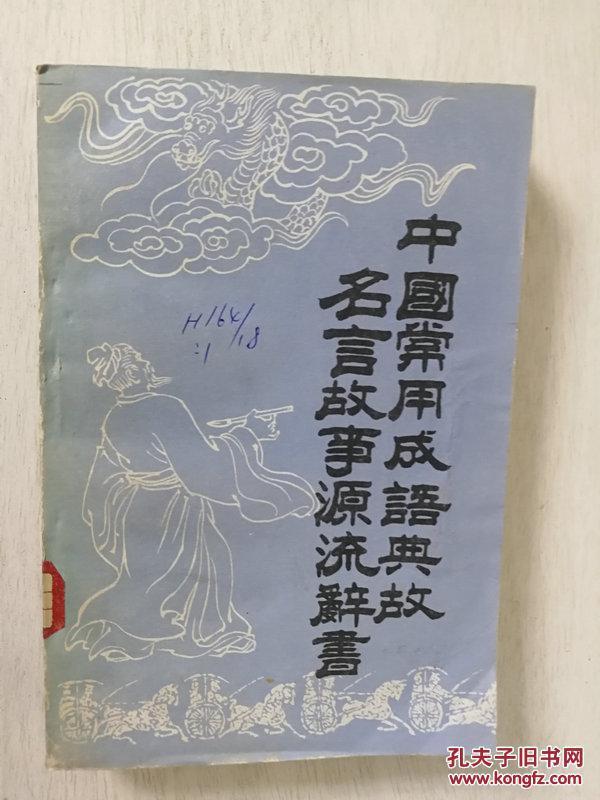 中國常用成語典故
名言故事源流辭書
H164/
:1 /18
孔夫子旧书网
www.kongfz.com